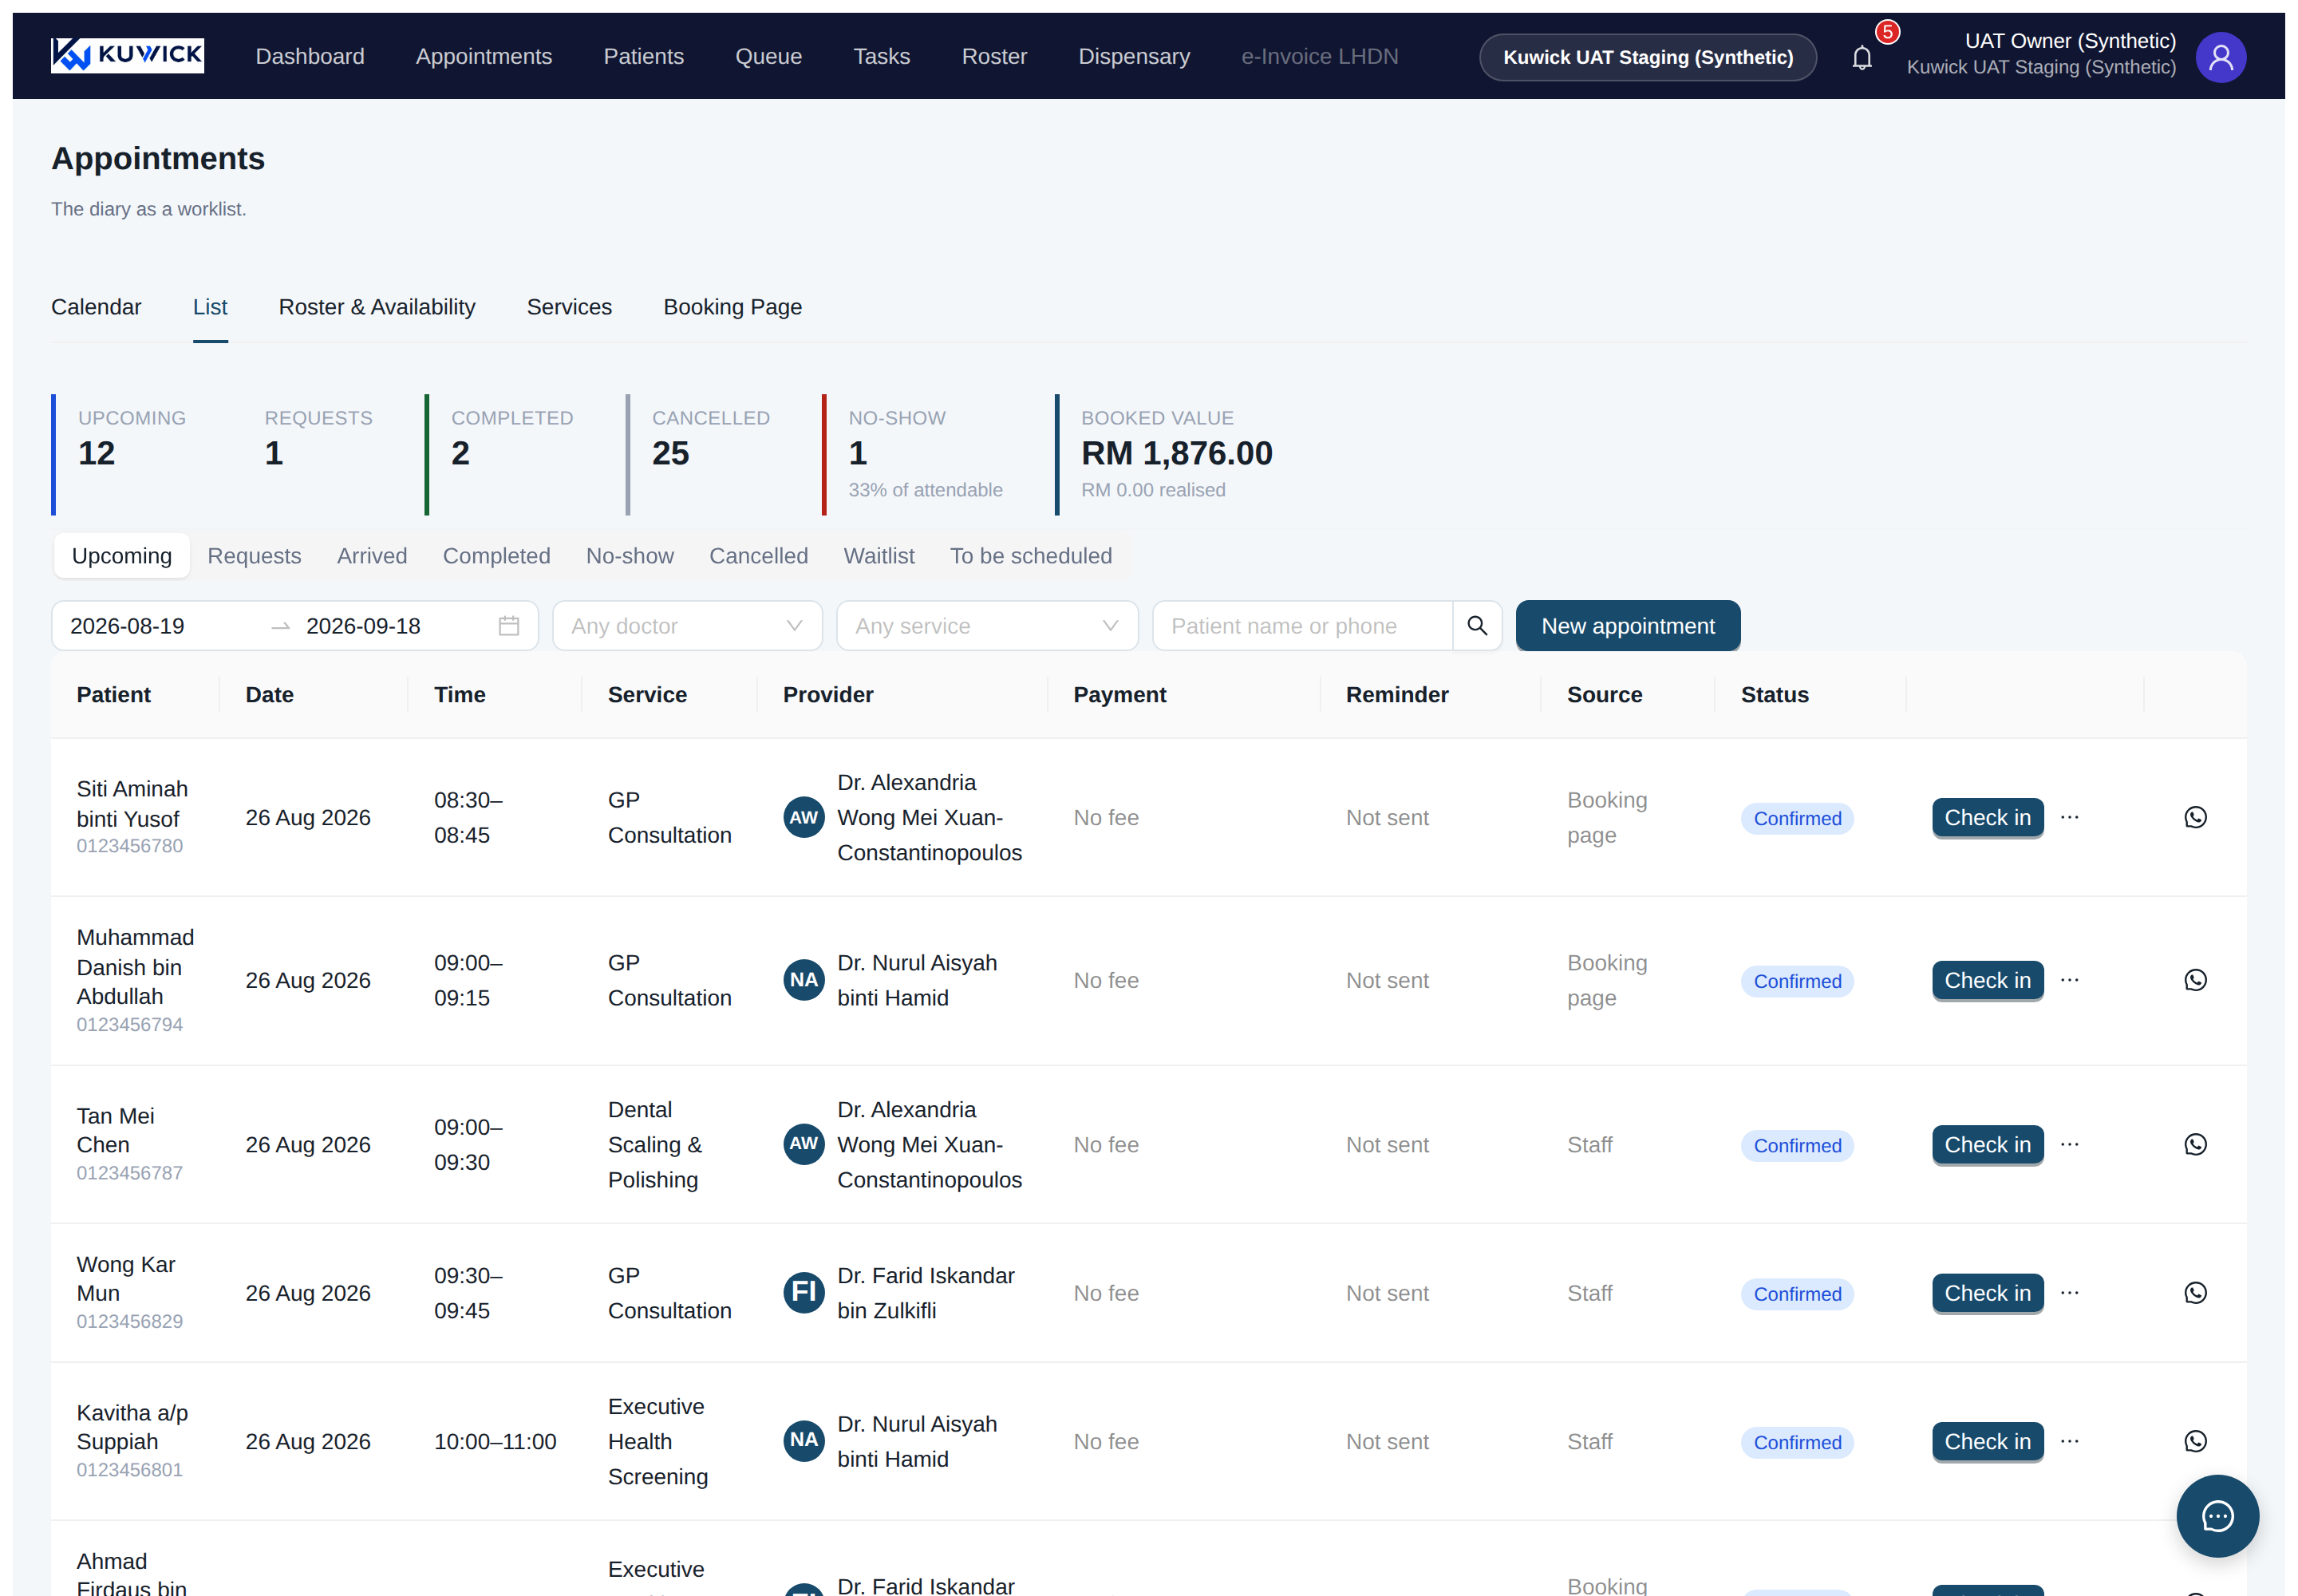 KUWICK
Dashboard Appointments Patients Queue Tasks Roster Dispensary e-Invoice LHDN
Kuwick UAT Staging (Synthetic)
5
UAT Owner (Synthetic)
Kuwick UAT Staging (Synthetic)
Appointments
The diary as a worklist.
Calendar List Roster & Availability Services Booking Page
UPCOMING REQUESTS COMPLETED CANCELLED NO-SHOW BOOKED VALUE
12 1 2 25 1 RM 1,876.00
33% of attendable RM 0.00 realised
Upcoming Requests Arrived Completed No-show Cancelled Waitlist To be scheduled
2026-08-19 2026-09-18 Any doctor Any service Patient name or phone New appointment
Patient Date Time Service Provider Payment Reminder Source Status
Siti Aminah
binti Yusof
0123456780
26 Aug 2026
08:30–
08:45
GP
Consultation
AW
Dr. Alexandria
Wong Mei Xuan-
Constantinopoulos
No fee
Not sent
Booking
page
Confirmed
Check in
Muhammad
Danish bin
Abdullah
0123456794
26 Aug 2026
09:00–
09:15
GP
Consultation
NA
Dr. Nurul Aisyah
binti Hamid
No fee
Not sent
Booking
page
Confirmed
Check in
Tan Mei
Chen
0123456787
26 Aug 2026
09:00–
09:30
Dental
Scaling &
Polishing
AW
Dr. Alexandria
Wong Mei Xuan-
Constantinopoulos
No fee
Not sent
Staff
Confirmed
Check in
Wong Kar
Mun
0123456829
26 Aug 2026
09:30–
09:45
GP
Consultation
FI
Dr. Farid Iskandar
bin Zulkifli
No fee
Not sent
Staff
Confirmed
Check in
Kavitha a/p
Suppiah
0123456801
26 Aug 2026
10:00–11:00
Executive
Health
Screening
NA
Dr. Nurul Aisyah
binti Hamid
No fee
Not sent
Staff
Confirmed
Check in
Ahmad
Firdaus bin
Executive
Dr. Farid Iskandar
Booking